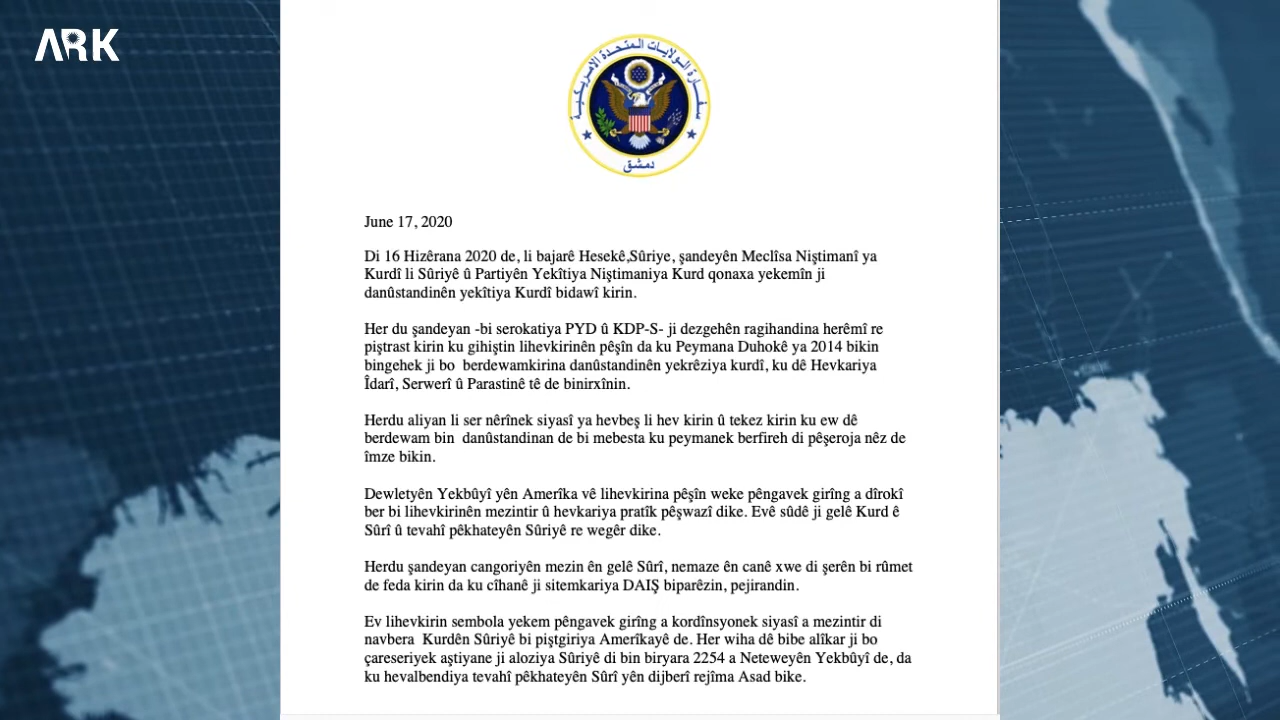 ARK
سفارة الولايات المتحدة الامريكية
دمشق
June 17, 2020
Di 16 Hizêrana 2020 de, li bajarê Hesekê,Sûriye, şandeyên Meclîsa Niştimanî ya
Kurdî li Sûriyê û Partiyên Yekîtiya Niştimaniya Kurd qonaxa yekemîn ji
danûstandinên yekîtiya Kurdî bidawî kirin.
Her du şandeyan -bi serokatiya PYD û KDP-S- ji dezgehên ragihandina herêmî re
piştrast kirin ku gihiştin lihevkirinên pêşîn da ku Peymana Duhokê ya 2014 bikin
bingehek ji bo  berdewamkirina danûstandinên yekrêziya kurdî, ku dê Hevkariya
Îdarî, Serwerî û Parastinê tê de binirxînin.
Herdu aliyan li ser nêrînek siyasî ya hevbeş li hev kirin û tekez kirin ku ew dê
berdewam bin  danûstandinan de bi mebesta ku peymanek berfireh di pêşeroja nêz de
îmze bikin.
Dewletyên Yekbûyî yên Amerîka vê lihevkirina pêşîn weke pêngavek girîng a dîrokî
ber bi lihevkirinên mezintir û hevkariya pratîk pêşwazî dike. Evê sûdê ji gelê Kurd ê
Sûrî û tevahî pêkhateyên Sûriyê re wegêr dike.
Herdu şandeyan cangoriyên mezin ên gelê Sûrî, nemaze ên canê xwe di şerên bi rûmet
de feda kirin da ku cîhanê ji sitemkariya DAIŞ biparêzin, pejirandin.
Ev lihevkirin sembola yekem pêngavek girîng a kordînsyonek siyasî a mezintir di
navbera  Kurdên Sûriyê bi piştgiriya Amerîkayê de. Her wiha dê bibe alîkar ji bo
çareseriyek aştiyane ji aloziya Sûriyê di bin biryara 2254 a Neteweyên Yekbûyî de, da
ku hevalbendiya tevahî pêkhateyên Sûrî yên dijberî rejîma Asad bike.